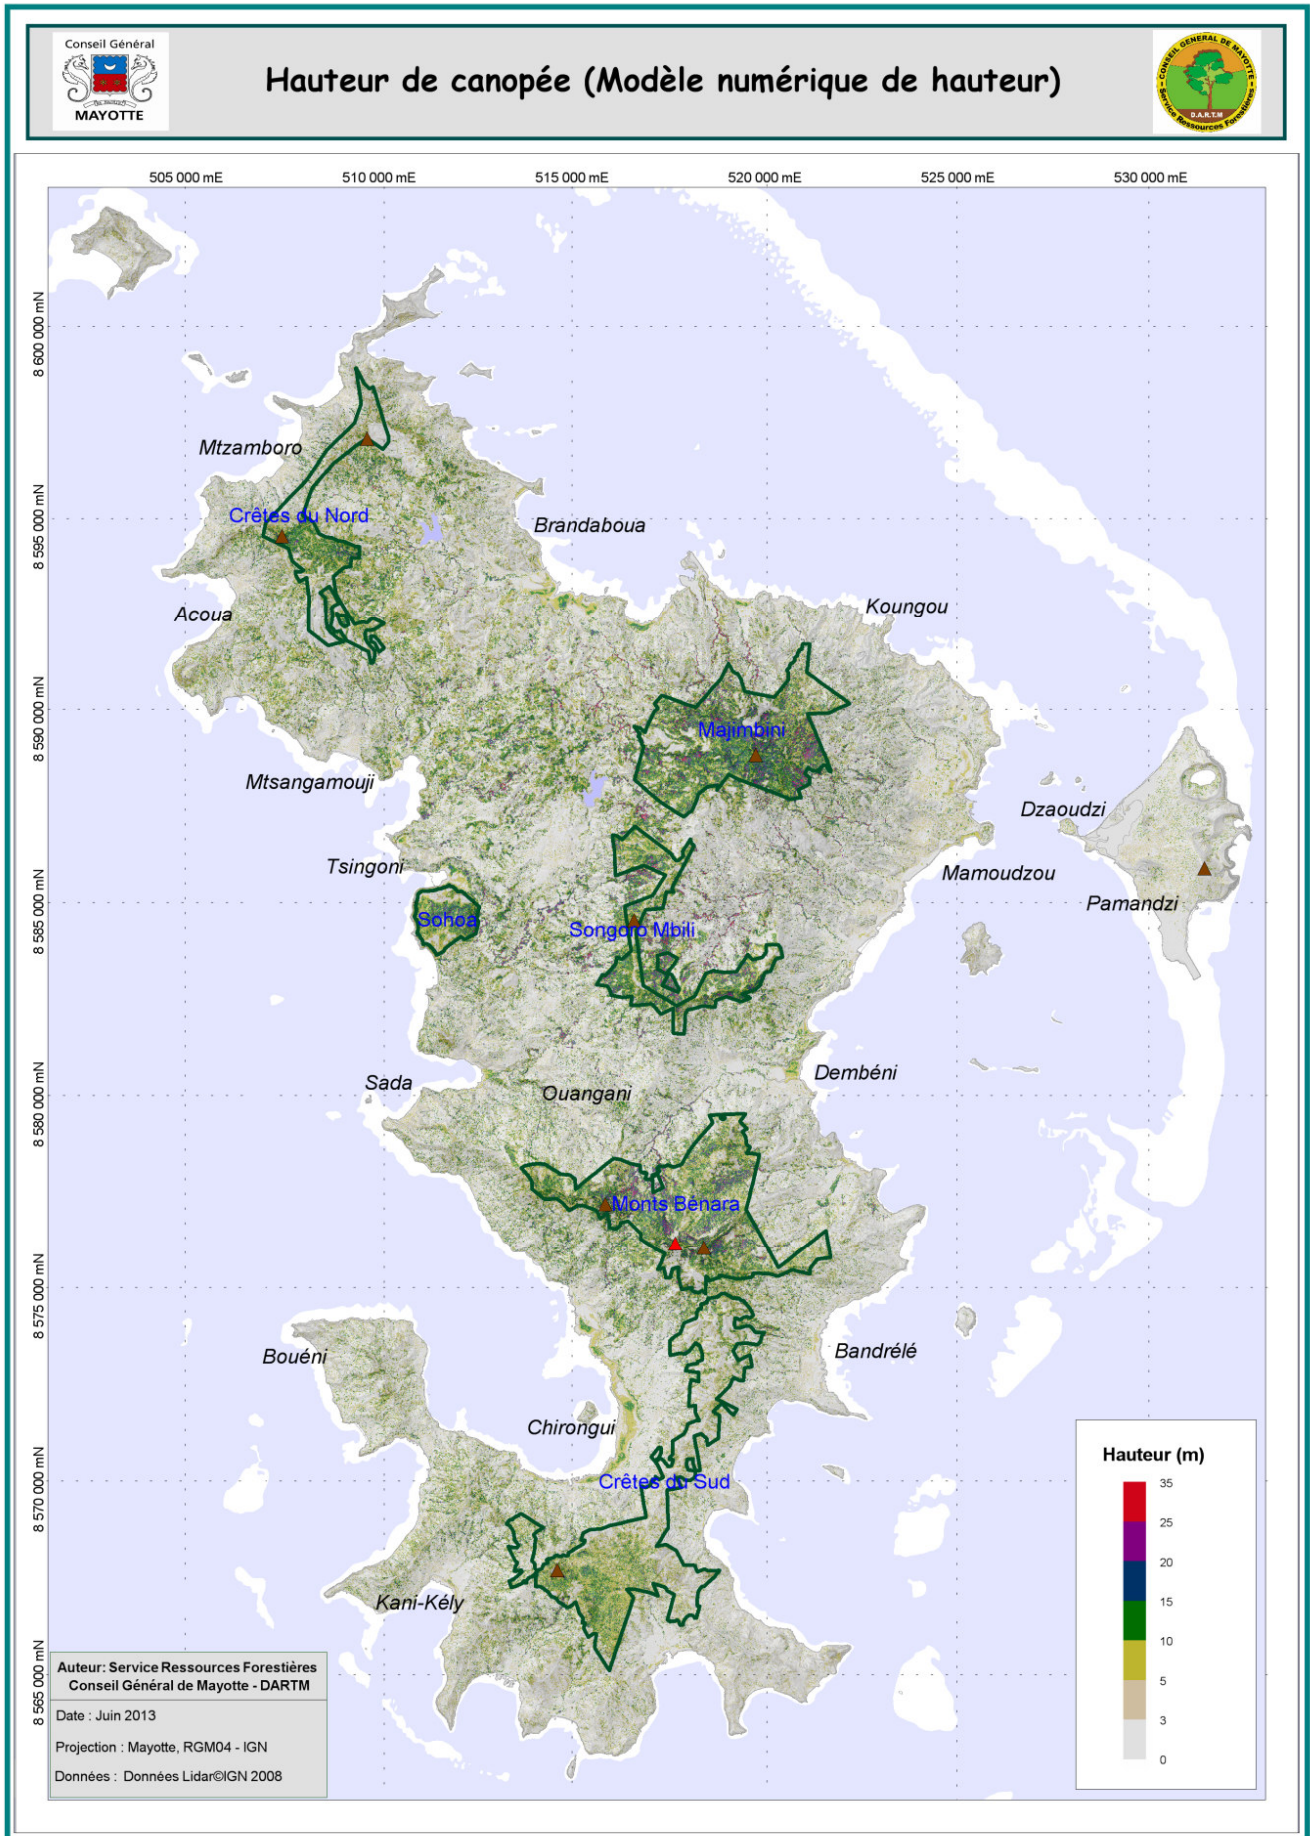 Conseil Général
MAYOTTE
Hauteur de canopée (Modèle numérique de hauteur)
CONSEIL GENERAL DE MAYOTTE
D.A.R.T.M
Service Ressources Forestières
505 000 mE
510 000 mE
515 000 mE
520 000 mE
525 000 mE
530 000 mE
8 600 000 mN
8 595 000 mN
8 590 000 mN
8 585 000 mN
8 580 000 mN
8 575 000 mN
8 570 000 mN
8 565 000 mN
Mtzamboro
Crêtes du Nord
Brandaboua
Acoua
Koungou
Majimbini
Mtsangamouji
Dzaoudzi
Tsingoni
Mamoudzou
Pamandzi
Sohoa
Songoro Mbili
Dembéni
Sada
Ouangani
Monts Bénara
Bouéni
Bandrélé
Chirongui
Crêtes du Sud
Kani-Kély
Hauteur (m)
35
25
20
15
10
5
3
0
Auteur: Service Ressources Forestières
Conseil Général de Mayotte - DARTM
Date : Juin 2013
Projection : Mayotte, RGM04 - IGN
Données : Données Lidar©IGN 2008